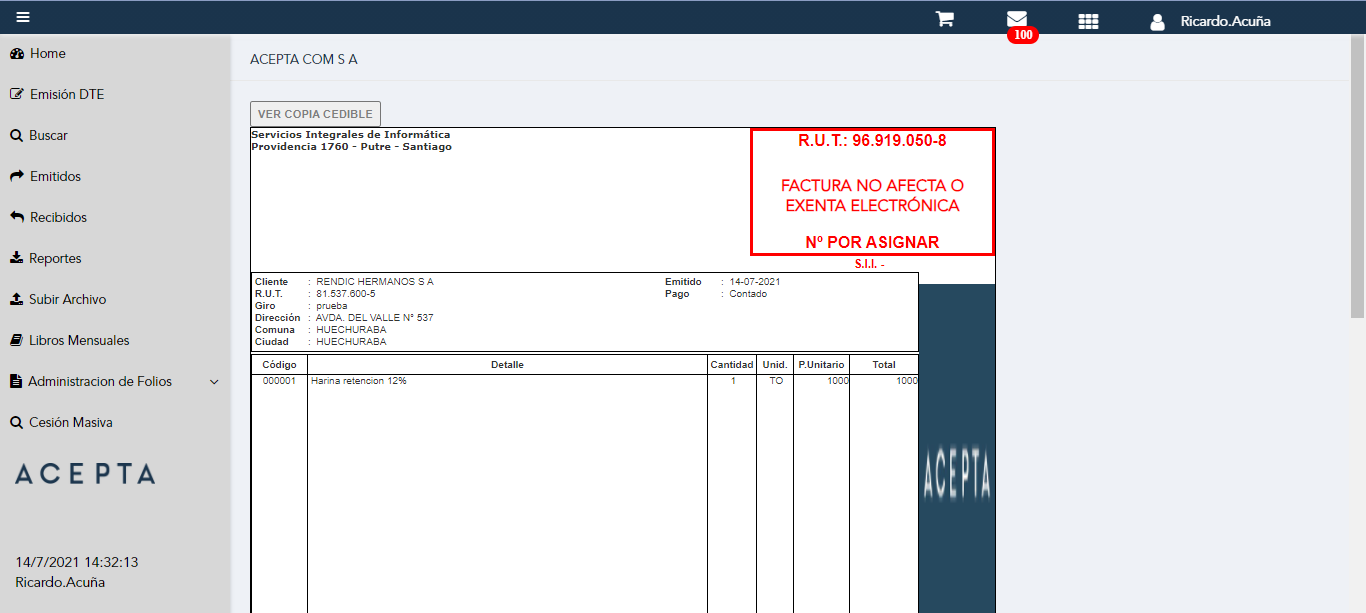 100
Ricardo.Acuña
Home
Emisión DTE
Buscar
Emitidos
Recibidos
Reportes
Subir Archivo
Libros Mensuales
Administracion de Folios
Cesión Masiva
ACEPTA
14/7/2021 14:32:13
Ricardo.Acuña
ACEPTA COM S A
VER COPIA CEDIBLE
Servicios Integrales de Informática
Providencia 1760 - Putre - Santiago
R.U.T.: 96.919.050-8
FACTURA NO AFECTA O
EXENTA ELECTRÓNICA
Nº POR ASIGNAR
S.I.I. -
Cliente : RENDIC HERMANOS S A Emitido : 14-07-2021
R.U.T. : 81.537.600-5 Pago : Contado
Giro : prueba
Dirección : AVDA. DEL VALLE N° 537
Comuna : HUECHURABA
Ciudad : HUECHURABA
Código Detalle Cantidad Unid. P.Unitario Total
000001 Harina retencion 12% 1 TO 1000 1000
ACEPTA